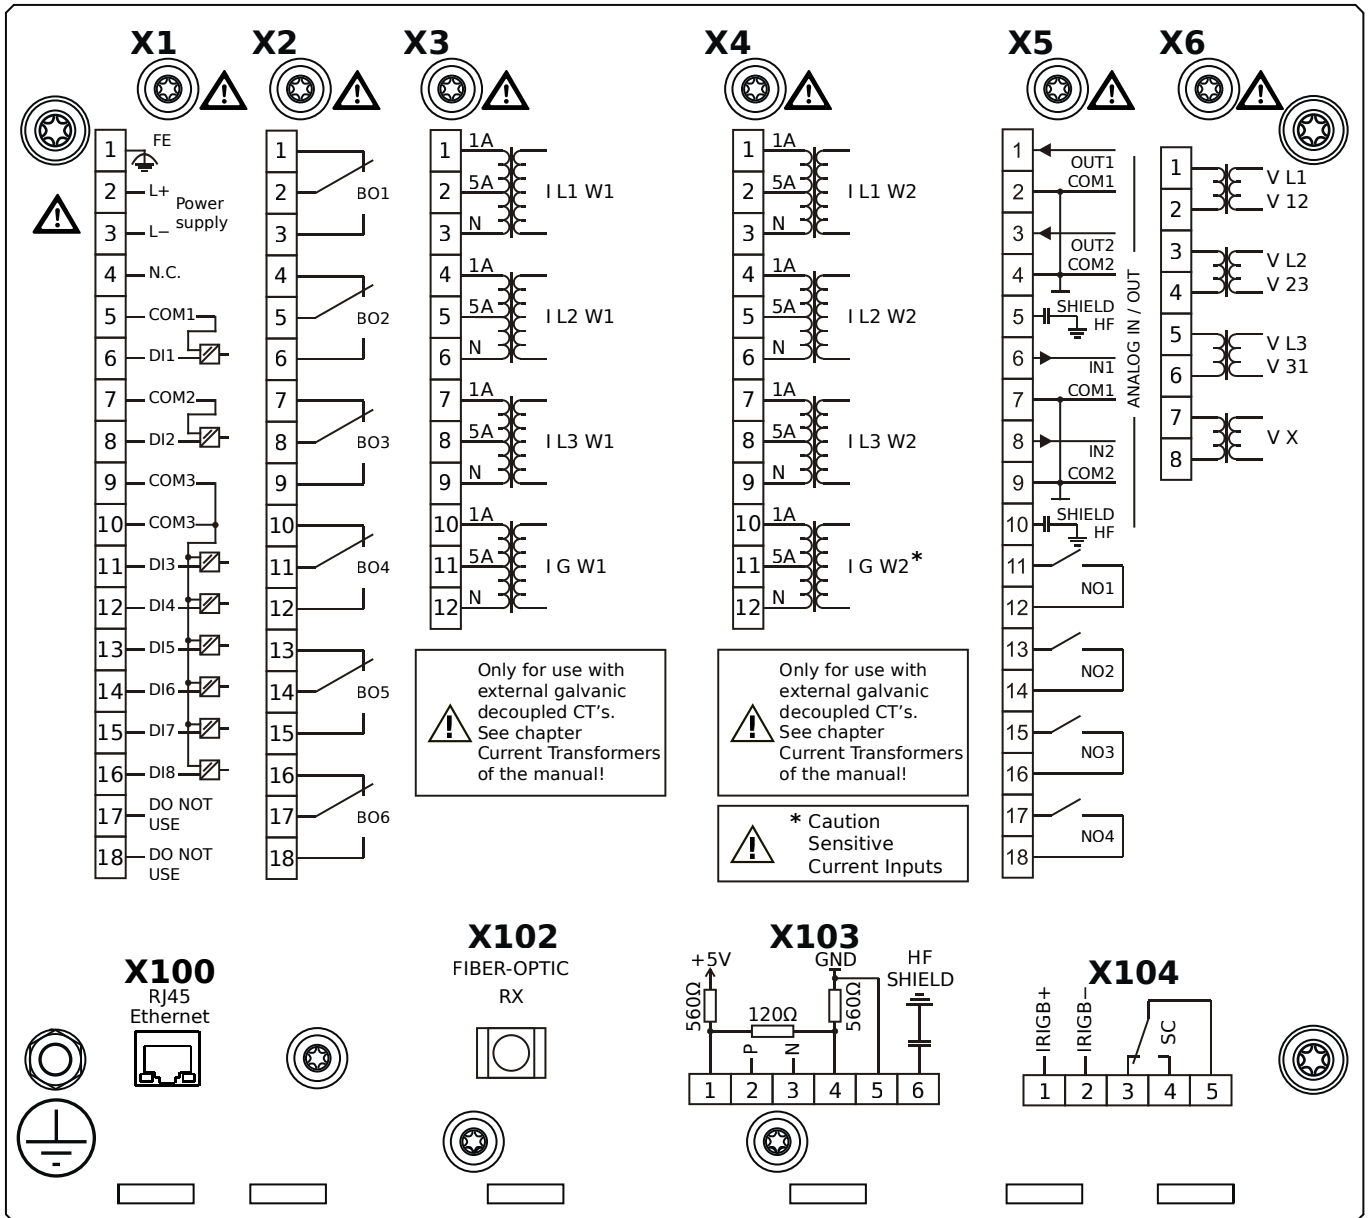 X1
X2
X3
X4
X5
X6
1 FE
2 L+
Power
supply
3 L−
4 N.C.
5 COM1
6 DI1
7 COM2
8 DI2
9 COM3
10 COM3
11 DI3
12 DI4
13 DI5
14 DI6
15 DI7
16 DI8
17 DO NOT
USE
18 DO NOT
USE
1
2 BO1
3
4
5 BO2
6
7
8 BO3
9
10
11 BO4
12
13
14 BO5
15
16
17 BO6
18
1 1A
2 5A I L1 W1
3 N
4 1A
5 5A I L2 W1
6 N
7 1A
8 5A I L3 W1
9 N
10 1A
11 5A I G W1
12 N
Only for use with
external galvanic
decoupled CT's.
See chapter
Current Transformers
of the manual!
1 1A
2 5A I L1 W2
3 N
4 1A
5 5A I L2 W2
6 N
7 1A
8 5A I L3 W2
9 N
10 1A
11 5A I G W2*
12 N
Only for use with
external galvanic
decoupled CT's.
See chapter
Current Transformers
of the manual!
* Caution
Sensitive
Current Inputs
1
OUT1
2 COM1
3
OUT2
4 COM2
5 SHIELD
HF
6
IN1
7 COM1
8
IN2
9 COM2
10 SHIELD
HF
ANALOG IN / OUT
11
NO1
12
13
NO2
14
15
NO3
16
17
NO4
18
1
V L1
2 V 12
3
V L2
4 V 23
5
V L3
6 V 31
7
V X
8
X100
RJ45
Ethernet
X102
FIBER-OPTIC
RX
X103
+5V
GND
HF
SHIELD
560Ω
120Ω
560Ω
P
N
1 2 3 4 5 6
X104
IRIGB+
IRIGB−
SC
1 2 3 4 5